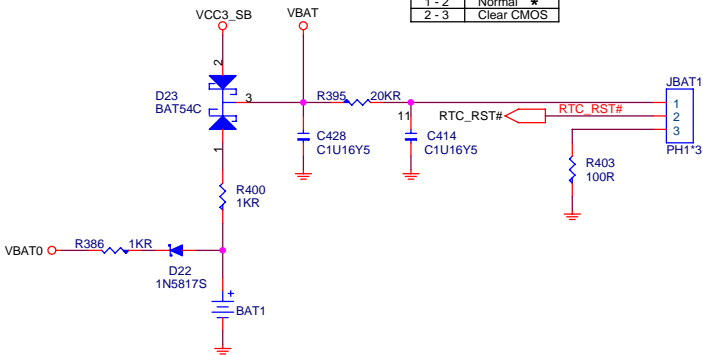 1 - 2 Normal *
2 - 3 Clear CMOS
VCC3_SB
VBAT
2
D23
BAT54C
3
1
R395 20KR
11
C428
C1U16Y5
C414
C1U16Y5
RTC_RST#
RTC_RST#
JBAT1
1
2
3
PH1*3
R403
100R
R400
1KR
VBAT0
R386 1KR
D22
1N5817S
+
BAT1